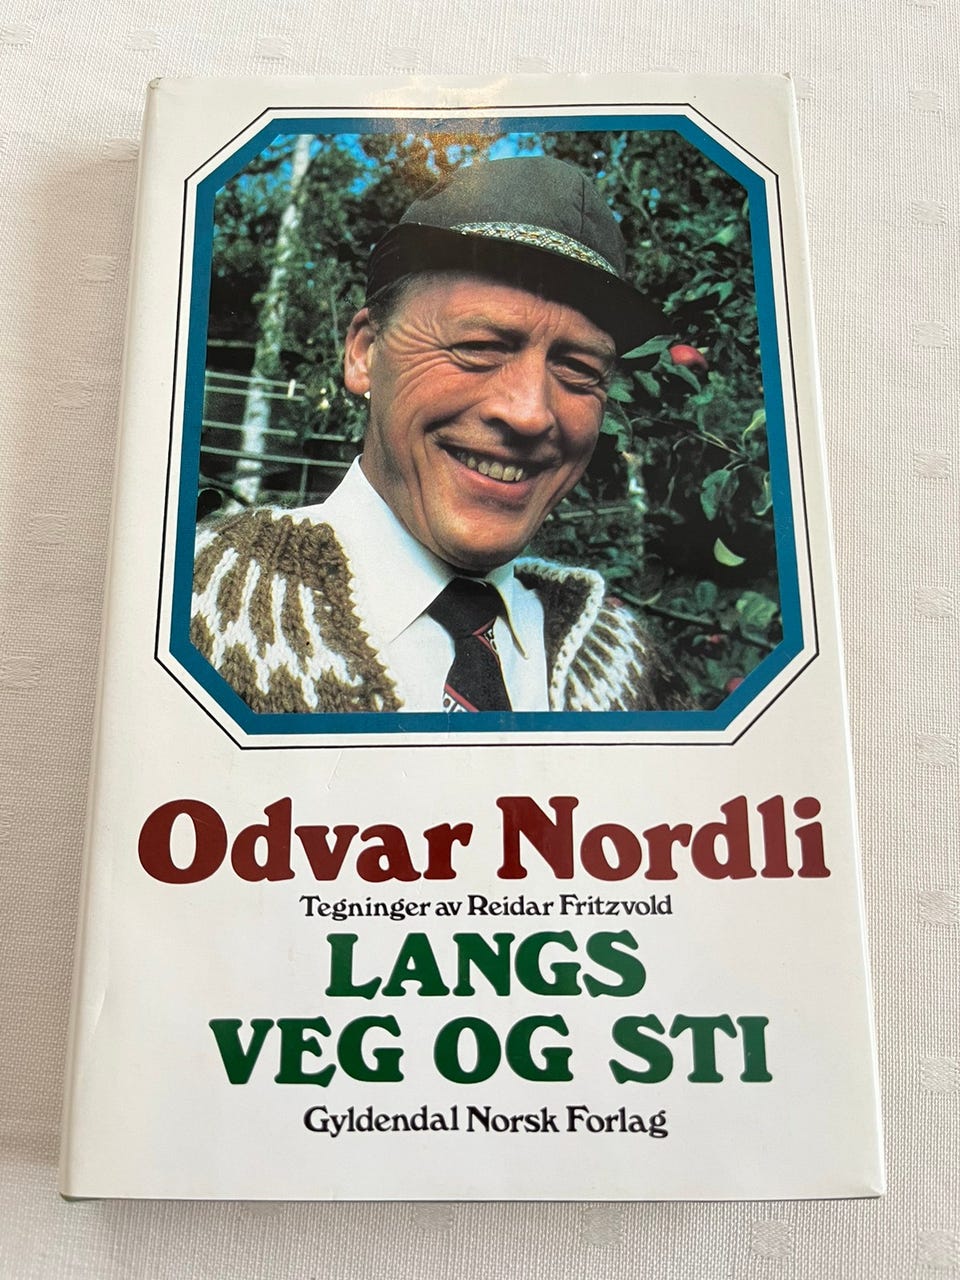 Odvar Nordli
Tegninger av Reidar Fritzvold
LANGS
VEG OG STI
Gyldendal Norsk Forlag